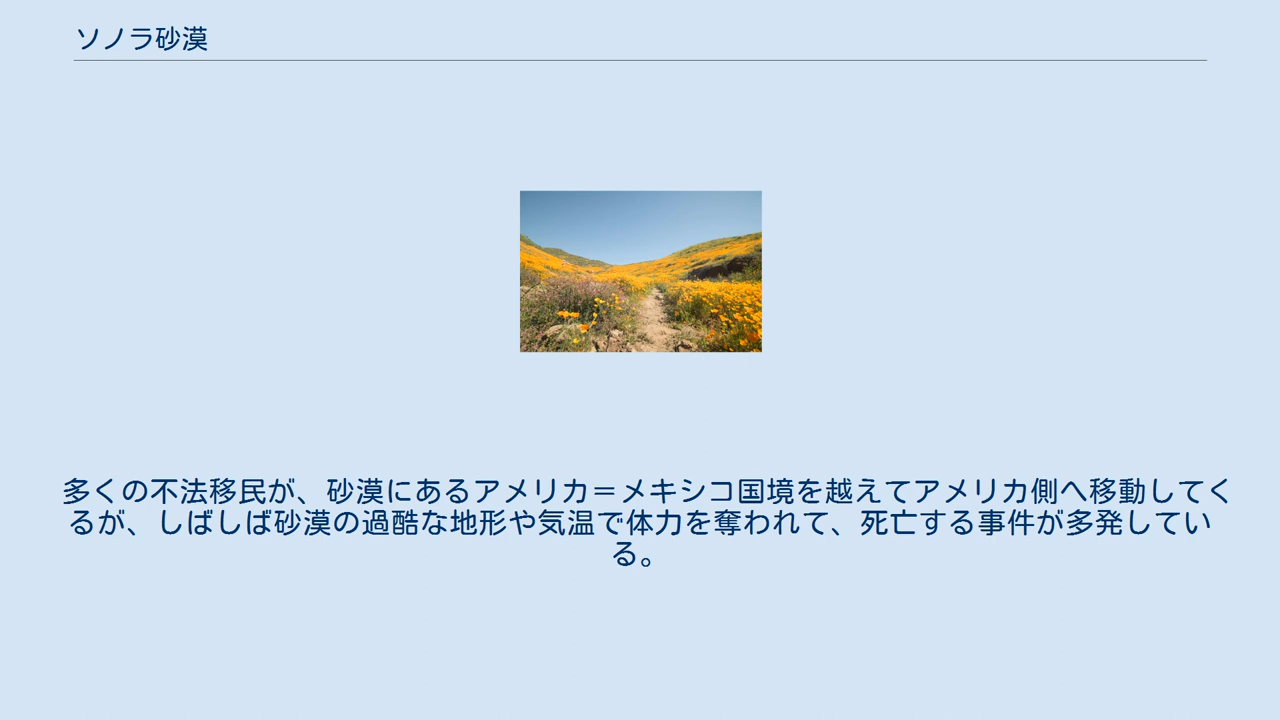 ソノラ砂漠
多くの不法移民が、砂漠にあるアメリカ＝メキシコ国境を越えてアメリカ側へ移動してく
るが、しばしば砂漠の過酷な地形や気温で体力を奪われて、死亡する事件が多発してい
る。